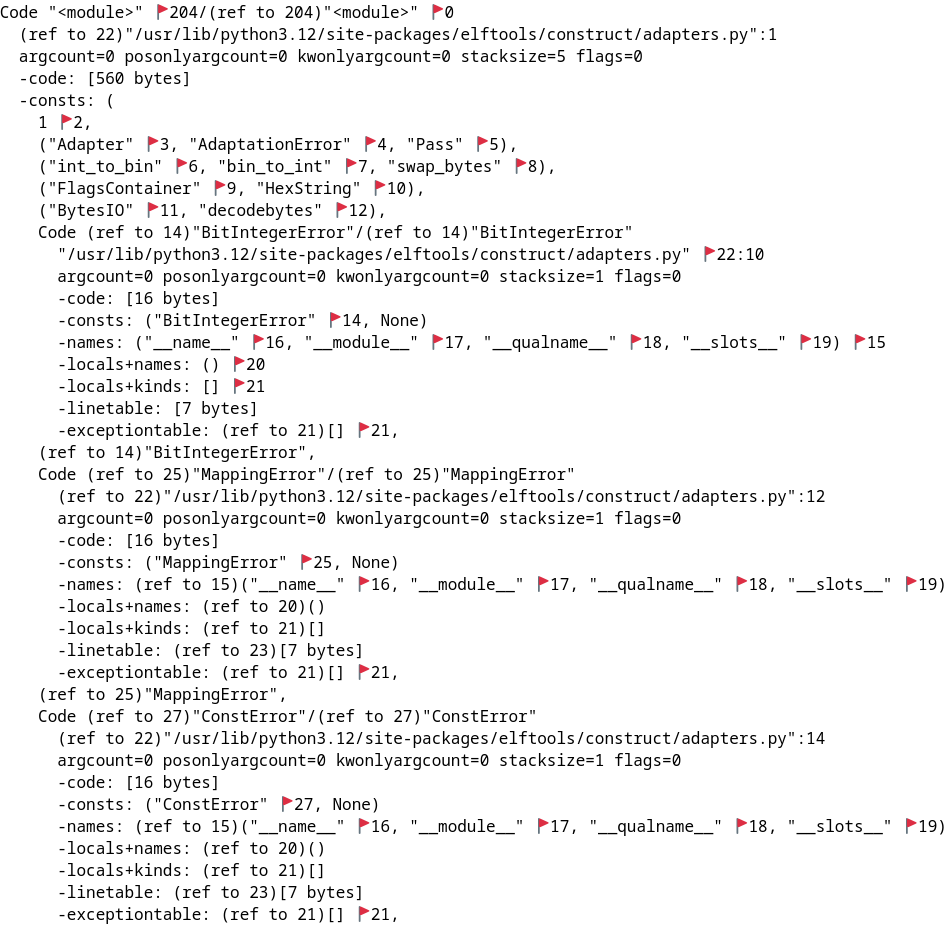 Code "<module>" 🚩204/(ref to 204)"<module>" 🚩0
(ref to 22)"/usr/lib/python3.12/site-packages/elftools/construct/adapters.py":1
argcount=0 posonlyargcount=0 kwonlyargcount=0 stacksize=5 flags=0
-code: [560 bytes]
-consts: (
1 🚩2,
("Adapter" 🚩3, "AdaptationError" 🚩4, "Pass" 🚩5),
("int_to_bin" 🚩6, "bin_to_int" 🚩7, "swap_bytes" 🚩8),
("FlagsContainer" 🚩9, "HexString" 🚩10),
("BytesIO" 🚩11, "decodebytes" 🚩12),
Code (ref to 14)"BitIntegerError"/(ref to 14)"BitIntegerError"
"/usr/lib/python3.12/site-packages/elftools/construct/adapters.py" 🚩22:10
argcount=0 posonlyargcount=0 kwonlyargcount=0 stacksize=1 flags=0
-code: [16 bytes]
-consts: ("BitIntegerError" 🚩14, None)
-names: ("__name__" 🚩16, "__module__" 🚩17, "__qualname__" 🚩18, "__slots__" 🚩19) 🚩15
-locals+names: () 🚩20
-locals+kinds: [] 🚩21
-linetable: [7 bytes]
-exceptiontable: (ref to 21)[] 🚩21,
(ref to 14)"BitIntegerError",
Code (ref to 25)"MappingError"/(ref to 25)"MappingError"
(ref to 22)"/usr/lib/python3.12/site-packages/elftools/construct/adapters.py":12
argcount=0 posonlyargcount=0 kwonlyargcount=0 stacksize=1 flags=0
-code: [16 bytes]
-consts: ("MappingError" 🚩25, None)
-names: (ref to 15)("__name__" 🚩16, "__module__" 🚩17, "__qualname__" 🚩18, "__slots__" 🚩19)
-locals+names: (ref to 20)()
-locals+kinds: (ref to 21)[]
-linetable: (ref to 23)[7 bytes]
-exceptiontable: (ref to 21)[] 🚩21,
(ref to 25)"MappingError",
Code (ref to 27)"ConstError"/(ref to 27)"ConstError"
(ref to 22)"/usr/lib/python3.12/site-packages/elftools/construct/adapters.py":14
argcount=0 posonlyargcount=0 kwonlyargcount=0 stacksize=1 flags=0
-code: [16 bytes]
-consts: ("ConstError" 🚩27, None)
-names: (ref to 15)("__name__" 🚩16, "__module__" 🚩17, "__qualname__" 🚩18, "__slots__" 🚩19)
-locals+names: (ref to 20)()
-locals+kinds: (ref to 21)[]
-linetable: (ref to 23)[7 bytes]
-exceptiontable: (ref to 21)[] 🚩21,